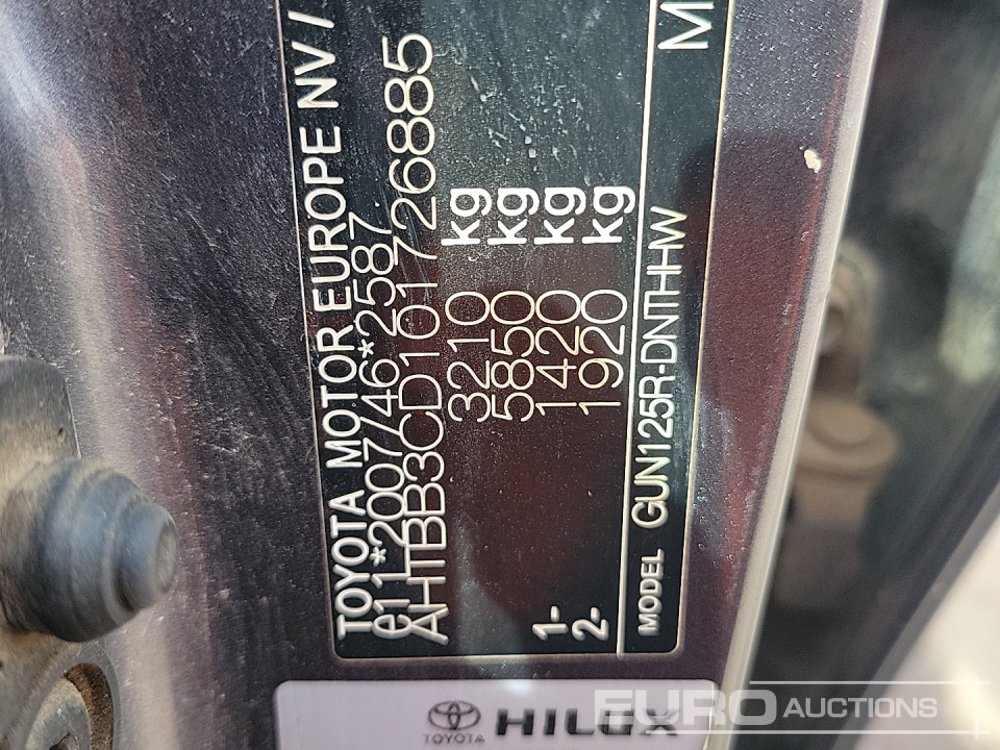 TOYOTA MOTOR EUROPE NV/
e11*2007/46*2587
AHTBB3CD101726885
3210 kg
5850 kg
1- 1420 kg
2- 1920 kg
MODEL GUN125R-DNTHHW M
TOYOTA HILUX
EURO AUCTIONS